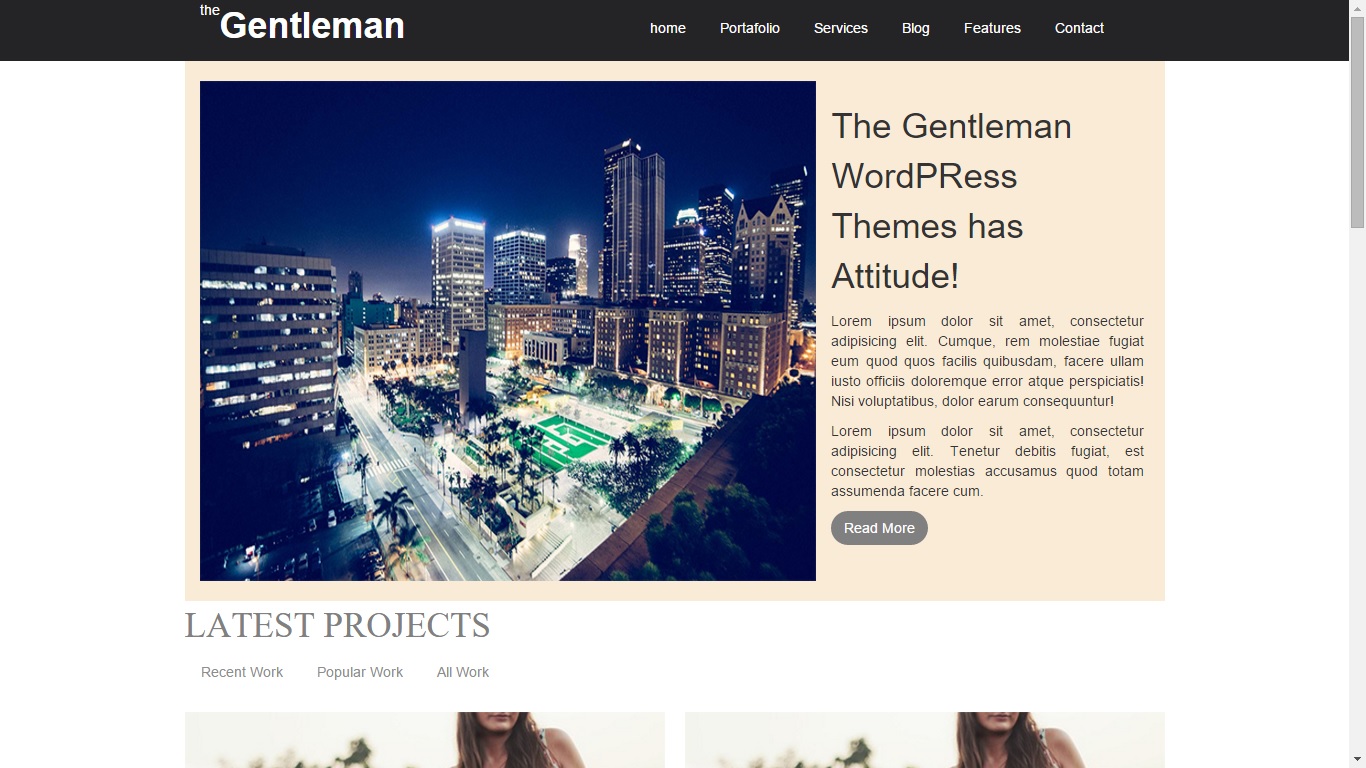 the
Gentleman
home Portafolio Services Blog Features Contact
The Gentleman
WordPRess
Themes has
Attitude!
Lorem ipsum dolor sit amet, consectetur
adipisicing elit. Cumque, rem molestiae fugiat
eum quod quos facilis quibusdam, facere ullam
iusto officiis doloremque error atque perspiciatis!
Nisi voluptatibus, dolor earum consequuntur!
Lorem ipsum dolor sit amet, consectetur
adipisicing elit. Tenetur debitis fugiat, est
consectetur molestias accusamus quod totam
assumenda facere cum.
Read More
LATEST PROJECTS
Recent Work Popular Work All Work